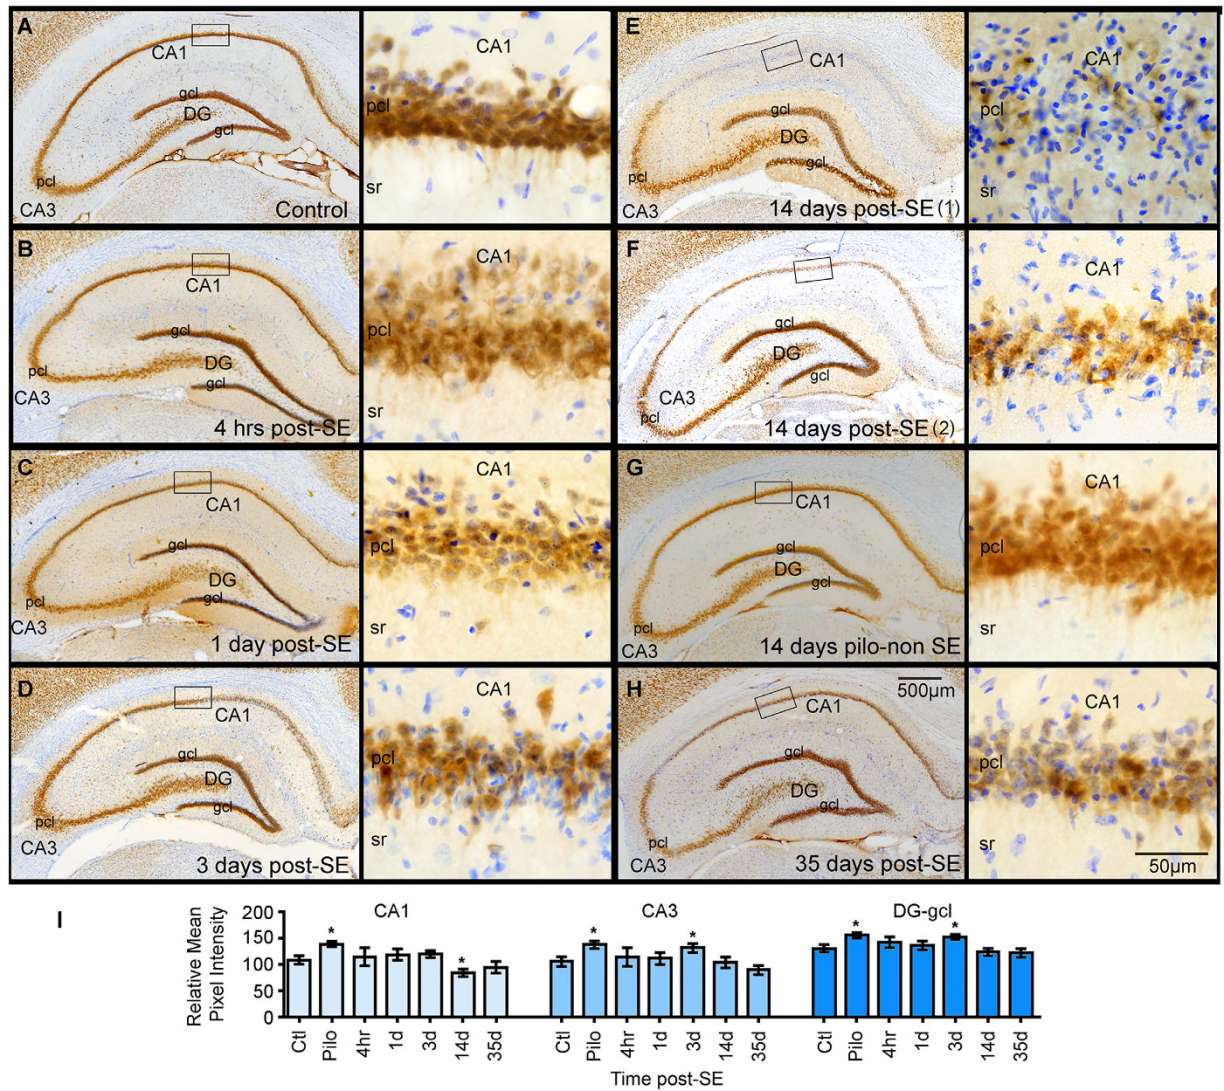 A
CA1
gcl
DG
gcl
pcl
CA3
Control
CA1
pcl
sr
B
CA1
gcl
DG
gcl
pcl
CA3
4 hrs post-SE
CA1
pcl
sr
C
CA1
gcl
DG
gcl
pcl
CA3
1 day post-SE
CA1
pcl
sr
D
CA1
gcl
DG
gcl
pcl
CA3
3 days post-SE
CA1
pcl
sr
E
CA1
gcl
DG
gcl
pcl
CA3
14 days post-SE (1)
CA1
pcl
sr
F
gcl
DG
gcl
CA3
pcl
14 days post-SE (2)
CA1
pcl
sr
G
CA1
gcl
DG
gcl
pcl
CA3
14 days pilo-non SE
CA1
pcl
sr
H
500µm
CA1
gcl
DG
gcl
pcl
CA3
35 days post-SE
CA1
pcl
sr
50µm
I
CA1
CA3
DG-gcl
Relative Mean
Pixel Intensity
200
150
100
50
0
*
*
*
*
*
*
Ctl Pilo 4hr 1d 3d 14d 35d
Ctl Pilo 4hr 1d 3d 14d 35d
Ctl Pilo 4hr 1d 3d 14d 35d
Time post-SE